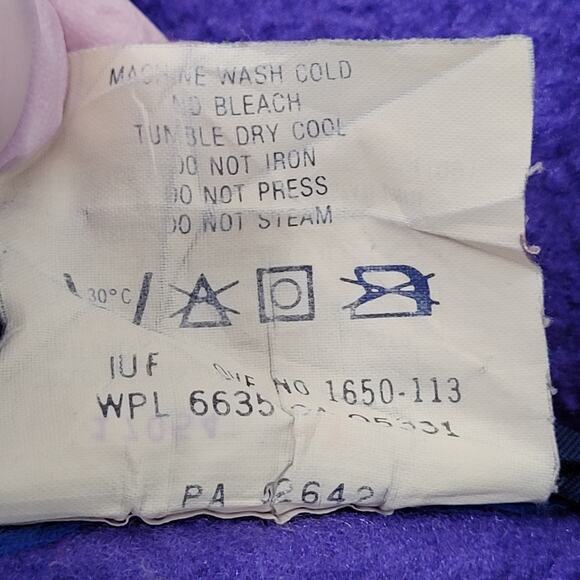 MACHINE WASH COLD
NO BLEACH
TUMBLE DRY COOL
DO NOT IRON
DO NOT PRESS
DO NOT STEAM
30°C
IUF NO 1650-113
WPL 6635
PA